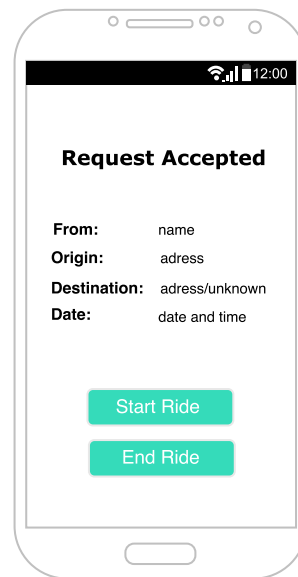 12:00
Request Accepted
From: name
Origin: adress
Destination: adress/unknown
Date: date and time
Start Ride
End Ride